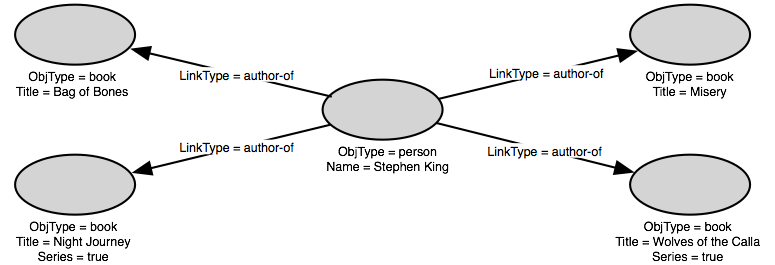 ObjType = book
Title = Bag of Bones
LinkType = author-of
LinkType = author-of
ObjType = book
Title = Misery
ObjType = person
Name = Stephen King
LinkType = author-of
LinkType = author-of
ObjType = book
Title = Night Journey
Series = true
ObjType = book
Title = Wolves of the Calla
Series = true